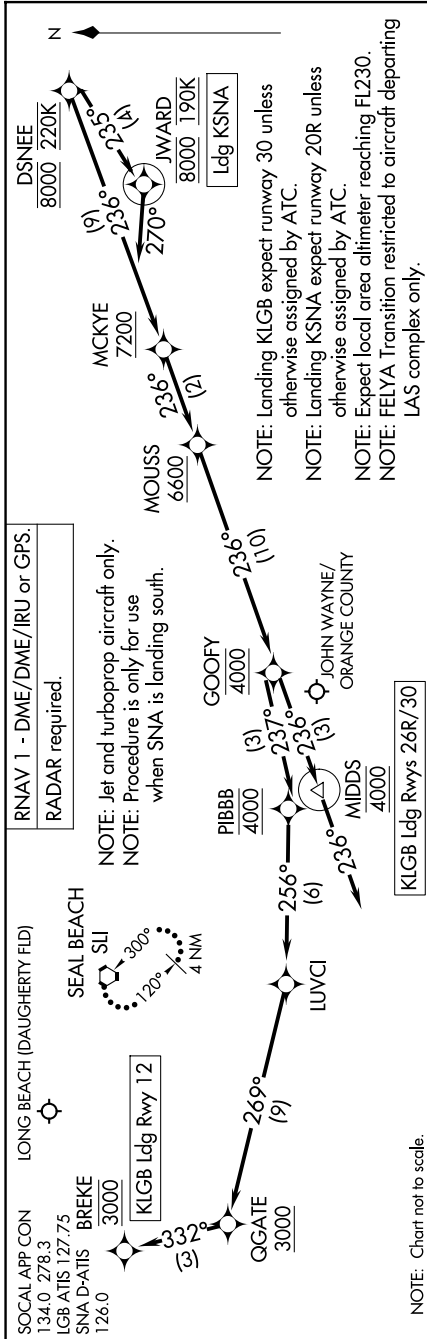 SOCAL APP CON
134.0 278.3
LGB ATIS 127.75
SNA D-ATIS
126.0
LONG BEACH (DAUGHERTY FLD)
RNAV 1 - DME/DME/IRU or GPS.
RADAR required.
NOTE: Jet and turboprop aircraft only.
NOTE: Procedure is only for use
when SNA is landing south.
SEAL BEACH
SLI
300°
120°
4 NM
N
DSNEE
8000 220K
235°
(4)
JWARD
8000 190K
Ldg KSNA
270°
(9)
236°
MCKYE
7200
236°
(2)
MOUSS
6600
236°
(10)
GOOFY
4000
JOHN WAYNE/
ORANGE COUNTY
(3)
237°
236°
(3)
PIBBB
4000
MIDDS
4000
KLGB Ldg Rwys 26R/30
236°
256°
(6)
LUVCI
269°
(9)
QGATE
3000
332°
(3)
BREKE
3000
KLGB Ldg Rwy 12
NOTE: Landing KLGB expect runway 30 unless
otherwise assigned by ATC.
NOTE: Landing KSNA expect runway 20R unless
otherwise assigned by ATC.
NOTE: Expect local area altimeter reaching FL230.
NOTE: FELYA Transition restricted to aircraft departing
LAS complex only.
NOTE: Chart not to scale.